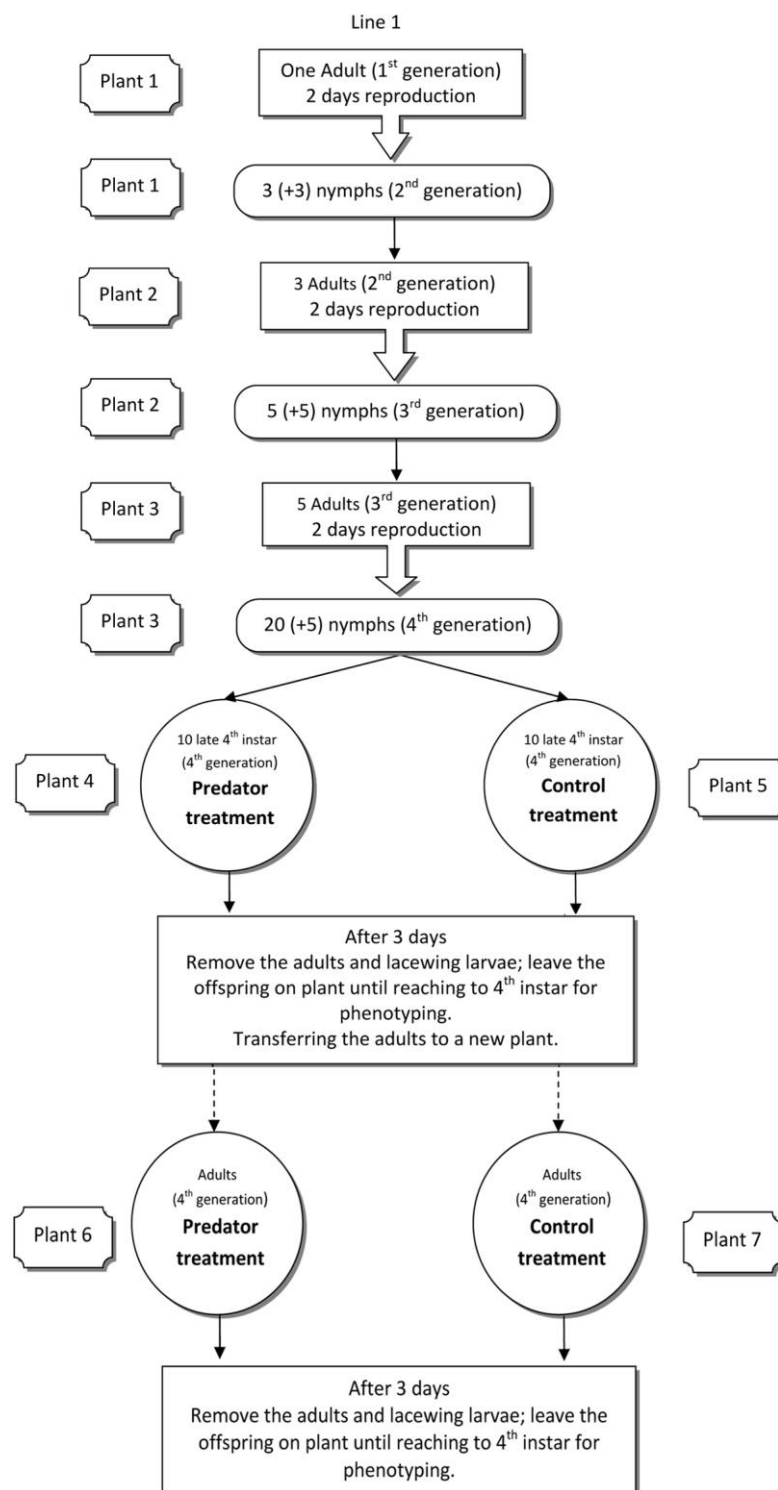 Line 1
Plant 1
One Adult (1st generation)
2 days reproduction
Plant 1
3 (+3) nymphs (2nd generation)
Plant 2
3 Adults (2nd generation)
2 days reproduction
Plant 2
5 (+5) nymphs (3rd generation)
Plant 3
5 Adults (3rd generation)
2 days reproduction
Plant 3
20 (+5) nymphs (4th generation)
Plant 4
10 late 4th instar
(4th generation)
Predator
treatment
10 late 4th instar
(4th generation)
Control
treatment
Plant 5
After 3 days
Remove the adults and lacewing larvae; leave the
offspring on plant until reaching to 4th instar for
phenotyping.
Transferring the adults to a new plant.
Plant 6
Adults
(4th generation)
Predator
treatment
Adults
(4th generation)
Control
treatment
Plant 7
After 3 days
Remove the adults and lacewing larvae; leave the
offspring on plant until reaching to 4th instar for
phenotyping.